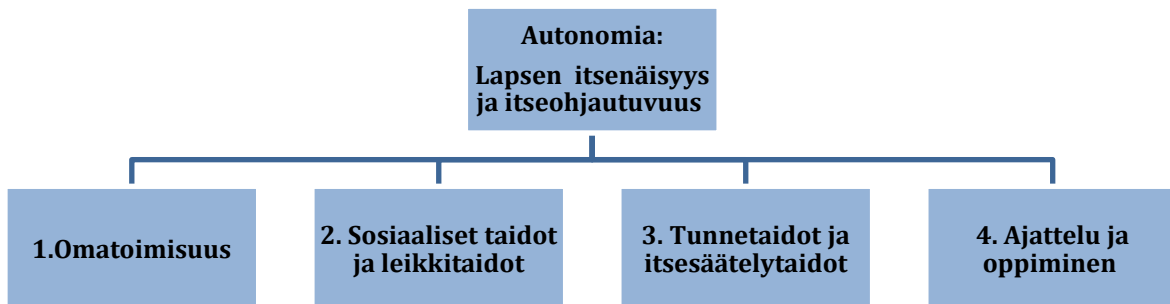 Autonomia:
Lapsen itsenäisyys
ja itseohjautuvuus
1.Omatoimisuus
2. Sosiaaliset taidot
ja leikkitaidot
3. Tunnetaidot ja
itsesäätelytaidot
4. Ajattelu ja
oppiminen